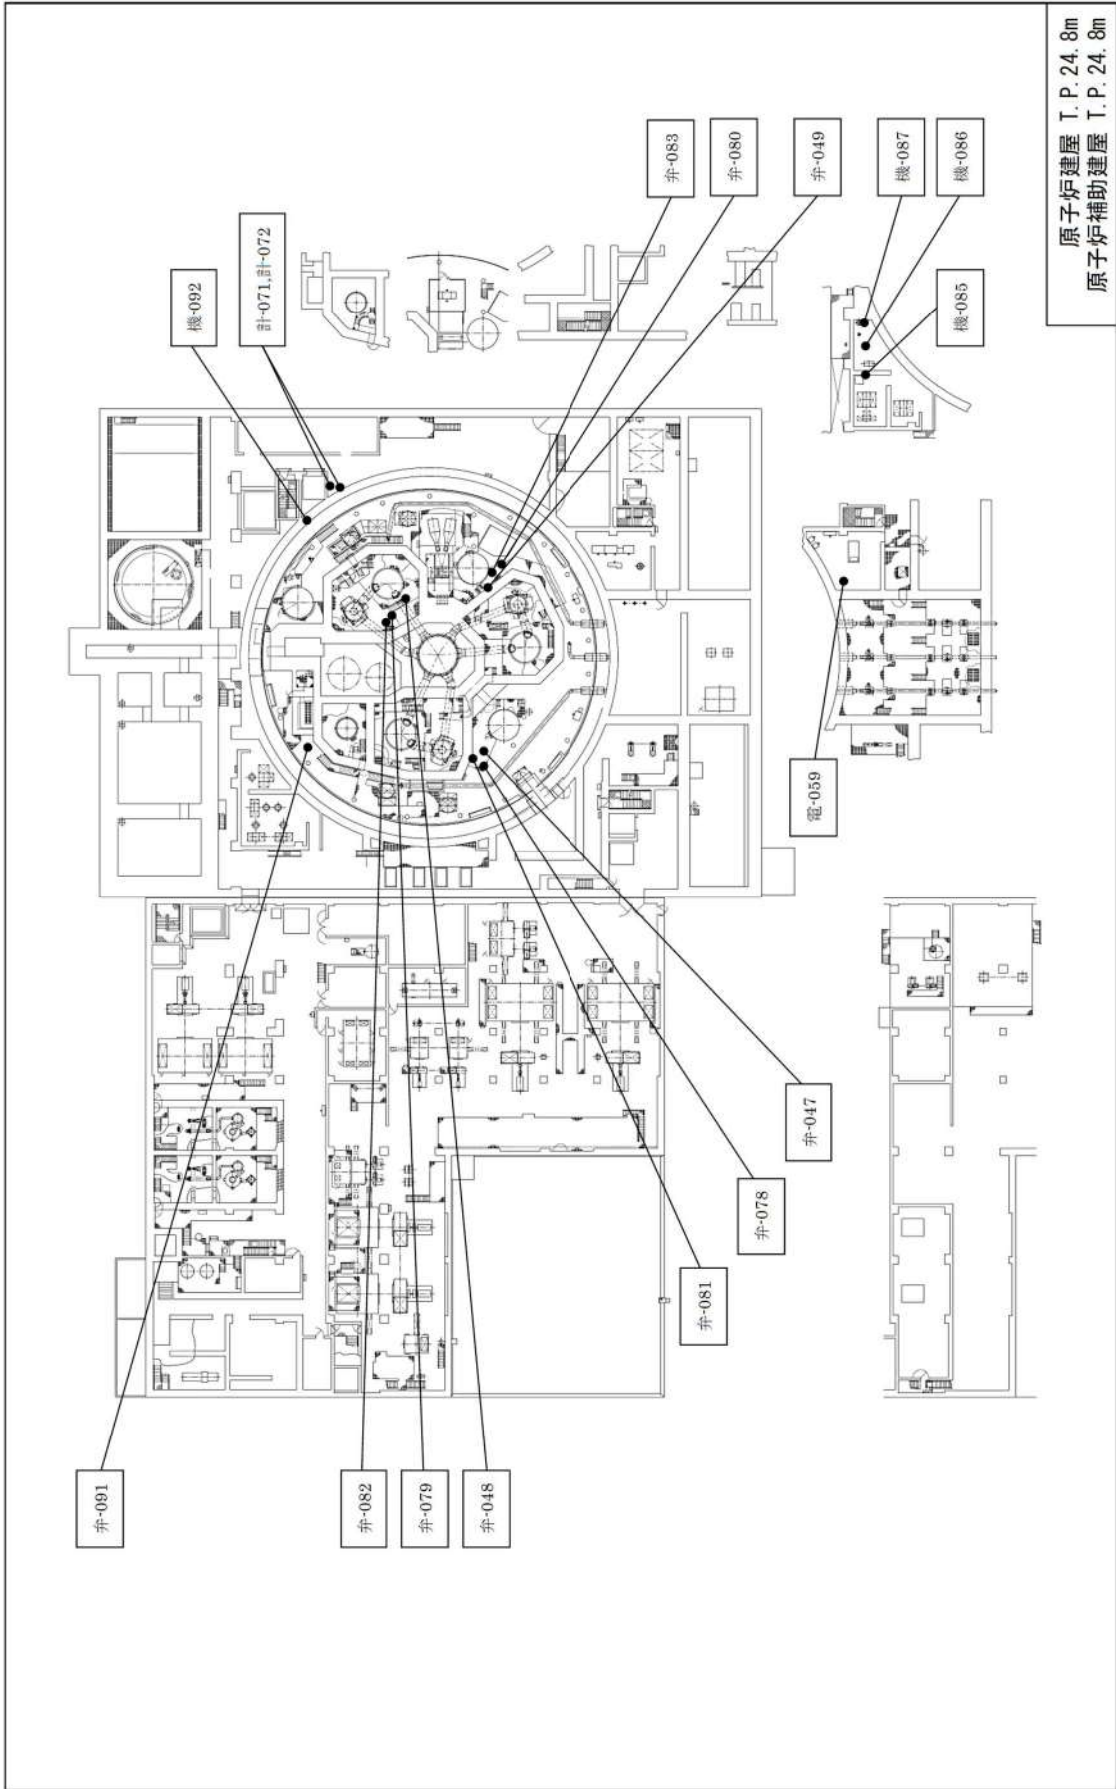 原子炉建屋 T.P.24.8m
原子炉補助建屋 T.P.24.8m
弁-083
弁-080
弁-049
機-087
機-086
機-092
計-071,計-072
機-085
電-059
弁-047
弁-078
弁-081
弁-091
弁-082
弁-079
弁-048